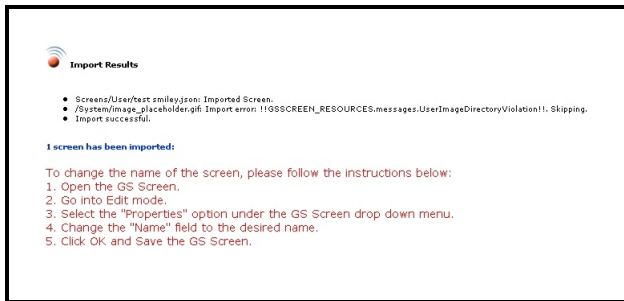 Import Results
• Screens/User/test smiley.json: Imported Screen.
• /System/image_placeholder.gif: Import error: !!GSSCREEN_RESOURCES.messages.UserImageDirectoryViolation!!. Skipping.
• Import successful.
1 screen has been imported:
To change the name of the screen, please follow the instructions below:
1. Open the GS Screen.
2. Go into Edit mode.
3. Select the "Properties" option under the GS Screen drop down menu.
4. Change the "Name" field to the desired name.
5. Click OK and Save the GS Screen.